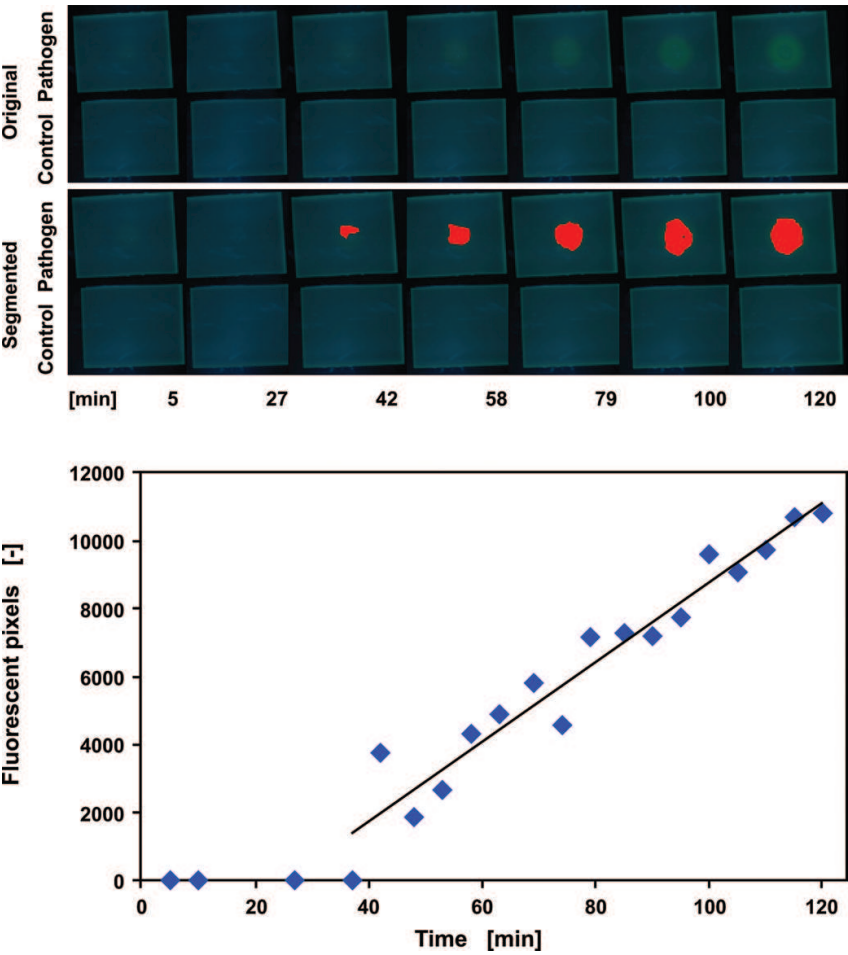 Original
Pathogen
Control
Segmented
Pathogen
Control
[min] 5 27 42 58 79 100 120
12000
10000
8000
6000
4000
2000
0
Fluorescent pixels [-]
0 20 40 60 80 100 120
Time [min]